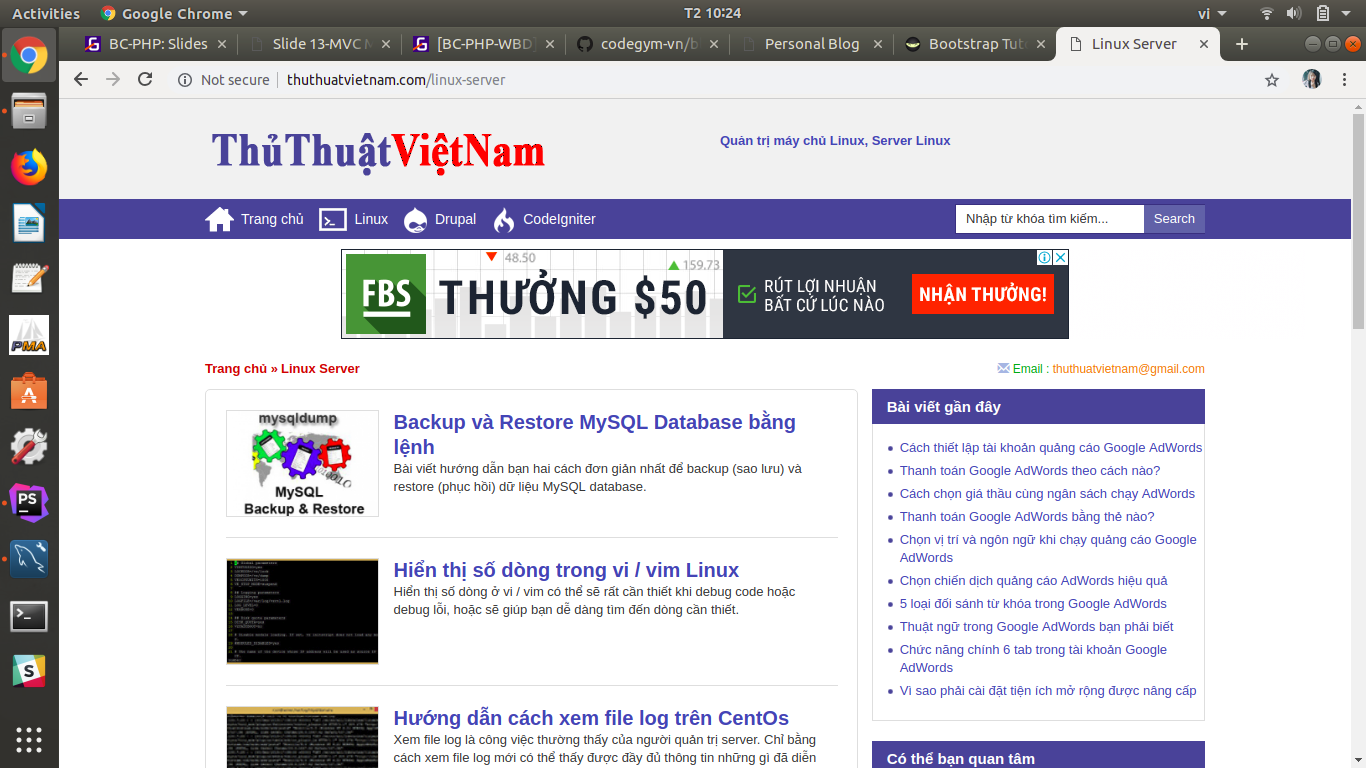 Activities
Google Chrome
T2 10:24
vi
BC-PHP: Slides
Slide 13-MVC
[BC-PHP-WBD]
codegym-vn/b
Personal Blog
Bootstrap Tut
Linux Server
Not secure
thuthuatvietnam.com/linux-server
ThủThuậtViệtNam
Quản trị máy chủ Linux, Server Linux
Trang chủ
Linux
Drupal
CodeIgniter
Nhập từ khóa tìm kiếm...
Search
FBS
48.50
159.73
THƯỞNG $50
RÚT LỢI NHUẬN
BẤT CỨ LÚC NÀO
NHẬN THƯỞNG!
Trang chủ » Linux Server
Email : thuthuatvietnam@gmail.com
mysqldump
MySQL
Backup & Restore
Backup và Restore MySQL Database bằng
lệnh
Bài viết hướng dẫn bạn hai cách đơn giản nhất để backup (sao lưu) và
restore (phục hồi) dữ liệu MySQL database.
Hiển thị số dòng trong vi / vim Linux
Hiển thị số dòng ở vi / vim có thể sẽ rất cần thiết khi debug code hoặc
debug lỗi, hoặc sẽ giúp bạn dễ dàng tìm đến dòng cần thiết.
Hướng dẫn cách xem file log trên CentOs
Xem file log là công việc thường xuyên của người quản trị server, biết đúng
cách xem file log mới có thể thấy được đầy đủ thông tin những gì đã diễn
Bài viết gần đây
Cách thiết lập tài khoản quảng cáo Google AdWords
Thanh toán Google AdWords theo cách nào?
Cách chọn giá thầu cùng ngân sách chạy AdWords
Thanh toán Google AdWords bằng thẻ nào?
Chọn vị trí và ngôn ngữ khi chạy quảng cáo Google
AdWords
Chọn chiến dịch quảng cáo AdWords hiệu quả
5 loại đối sánh từ khóa trong Google AdWords
Thuật ngữ trong Google AdWords bạn phải biết
Chức năng chính 6 tab trong tài khoản Google
AdWords
Vì sao phải cài đặt tiện ích mở rộng được nâng cấp
Có thể bạn quan tâm
PMA
PS
S